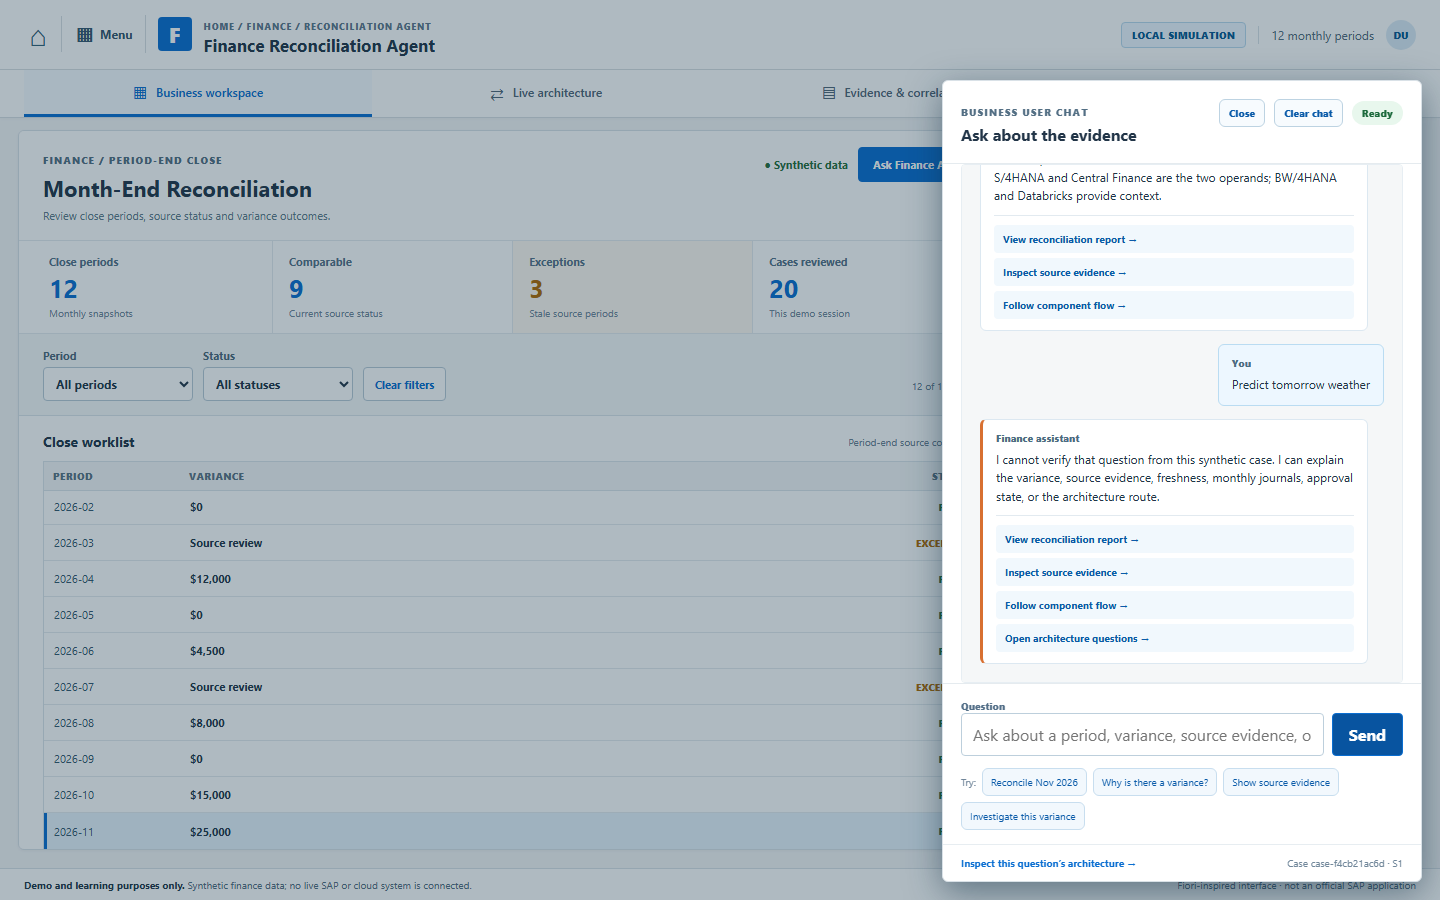 HOME / FINANCE / RECONCILIATION AGENT
Menu
F
Finance Reconciliation Agent
LOCAL SIMULATION
12 monthly periods
DU
Business workspace
Live architecture
Evidence & correla
FINANCE / PERIOD-END CLOSE
Month-End Reconciliation
Review close periods, source status and variance outcomes.
● Synthetic data
Ask Finance A
Close periods
12
Monthly snapshots
Comparable
9
Current source status
Exceptions
3
Stale source periods
Cases reviewed
20
This demo session
Period
All periods
Status
All statuses
Clear filters
12 of 1
Close worklist
Period-end source co
PERIOD VARIANCE ST
2026-02 $0
2026-03 Source review EXCE
2026-04 $12,000
2026-05 $0
2026-06 $4,500
2026-07 Source review EXCE
2026-08 $8,000
2026-09 $0
2026-10 $15,000
2026-11 $25,000
BUSINESS USER CHAT
Ask about the evidence
Close
Clear chat
Ready
S/4HANA and Central Finance are the two operands; BW/4HANA
and Databricks provide context.
View reconciliation report →
Inspect source evidence →
Follow component flow →
You
Predict tomorrow weather
Finance assistant
I cannot verify that question from this synthetic case. I can explain
the variance, source evidence, freshness, monthly journals, approval
state, or the architecture route.
View reconciliation report →
Inspect source evidence →
Follow component flow →
Open architecture questions →
Question
Ask about a period, variance, source evidence, o
Send
Try:
Reconcile Nov 2026
Why is there a variance?
Show source evidence
Investigate this variance
Inspect this question's architecture →
Case case-f4cb21ac6d · S1
Demo and learning purposes only. Synthetic finance data; no live SAP or cloud system is connected.
Fiori-inspired interface · not an official SAP application